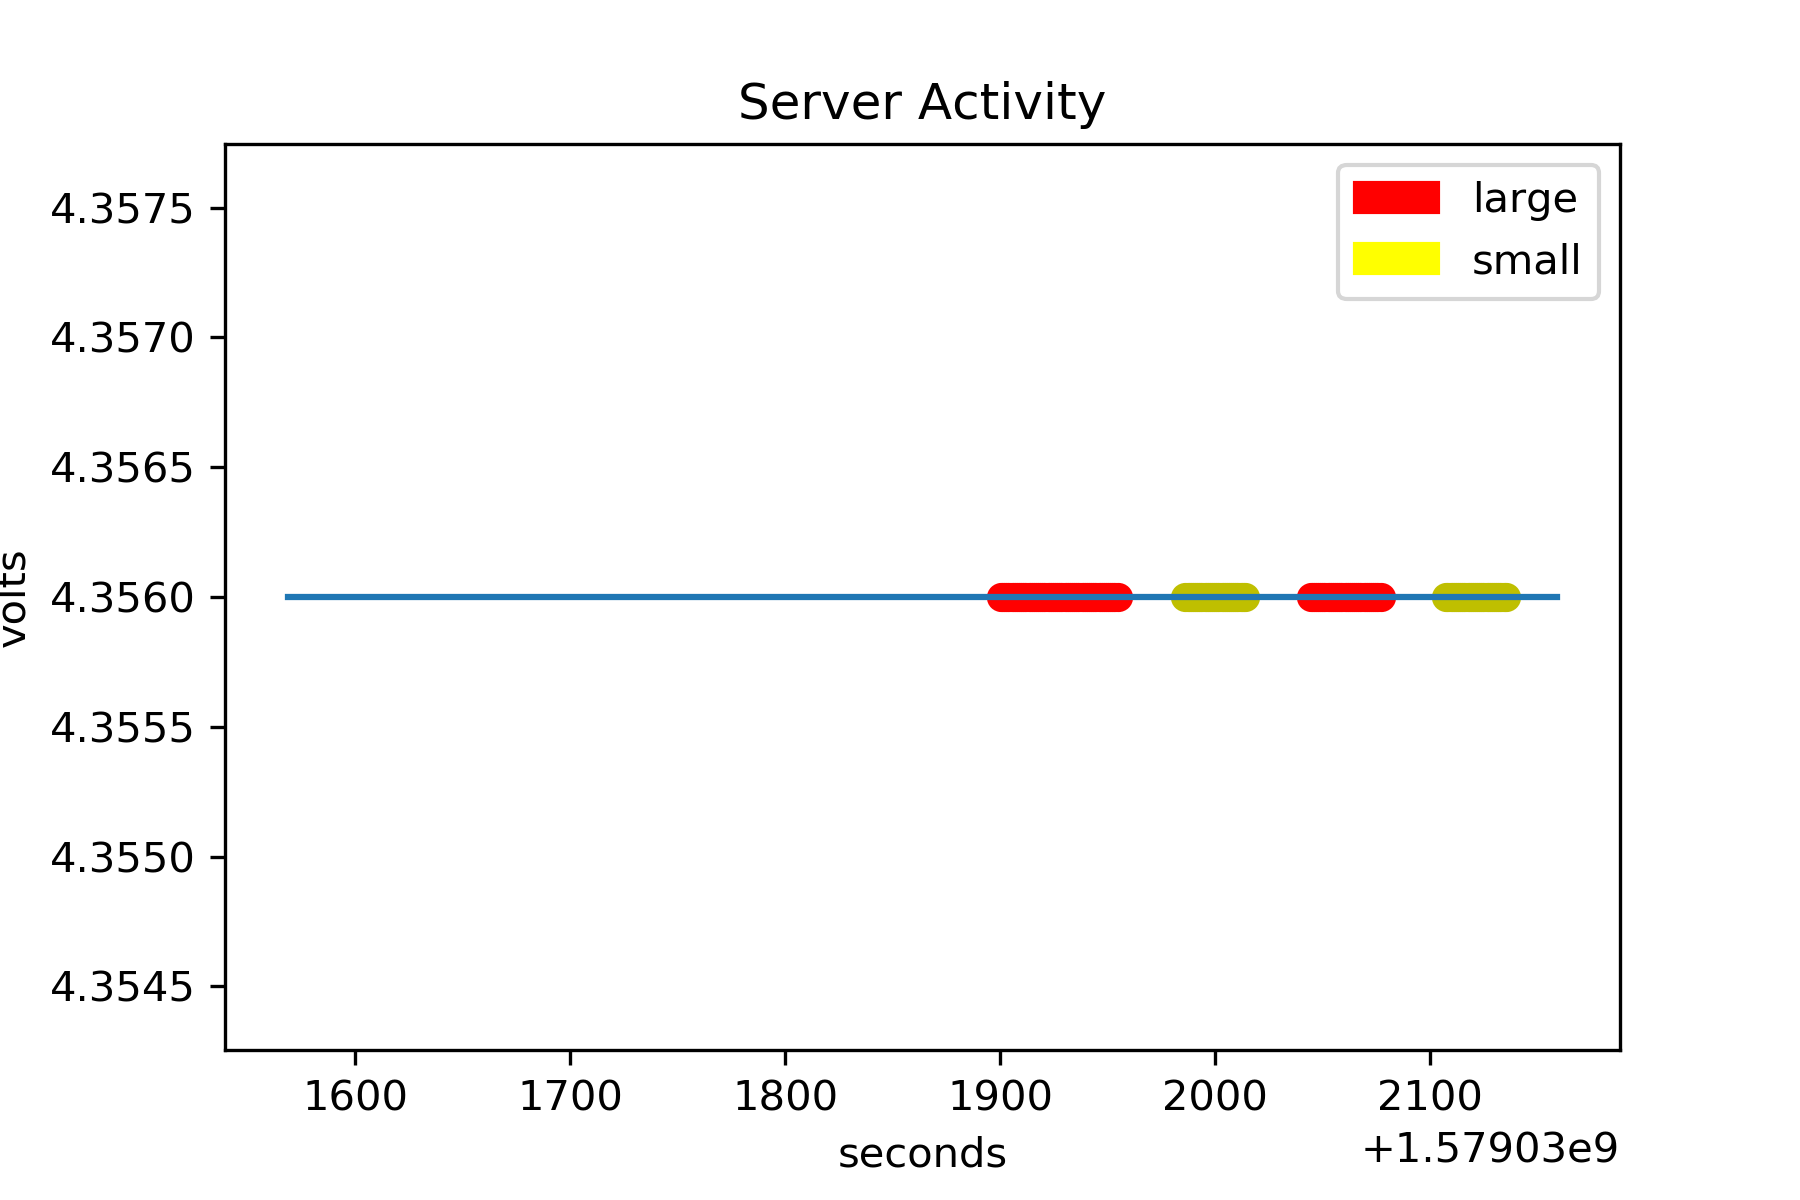 Server Activity
large
small
4.3575
4.3570
4.3565
4.3560
4.3555
4.3550
4.3545
volts
1600 1700 1800 1900 2000 2100
seconds
+1.57903e9